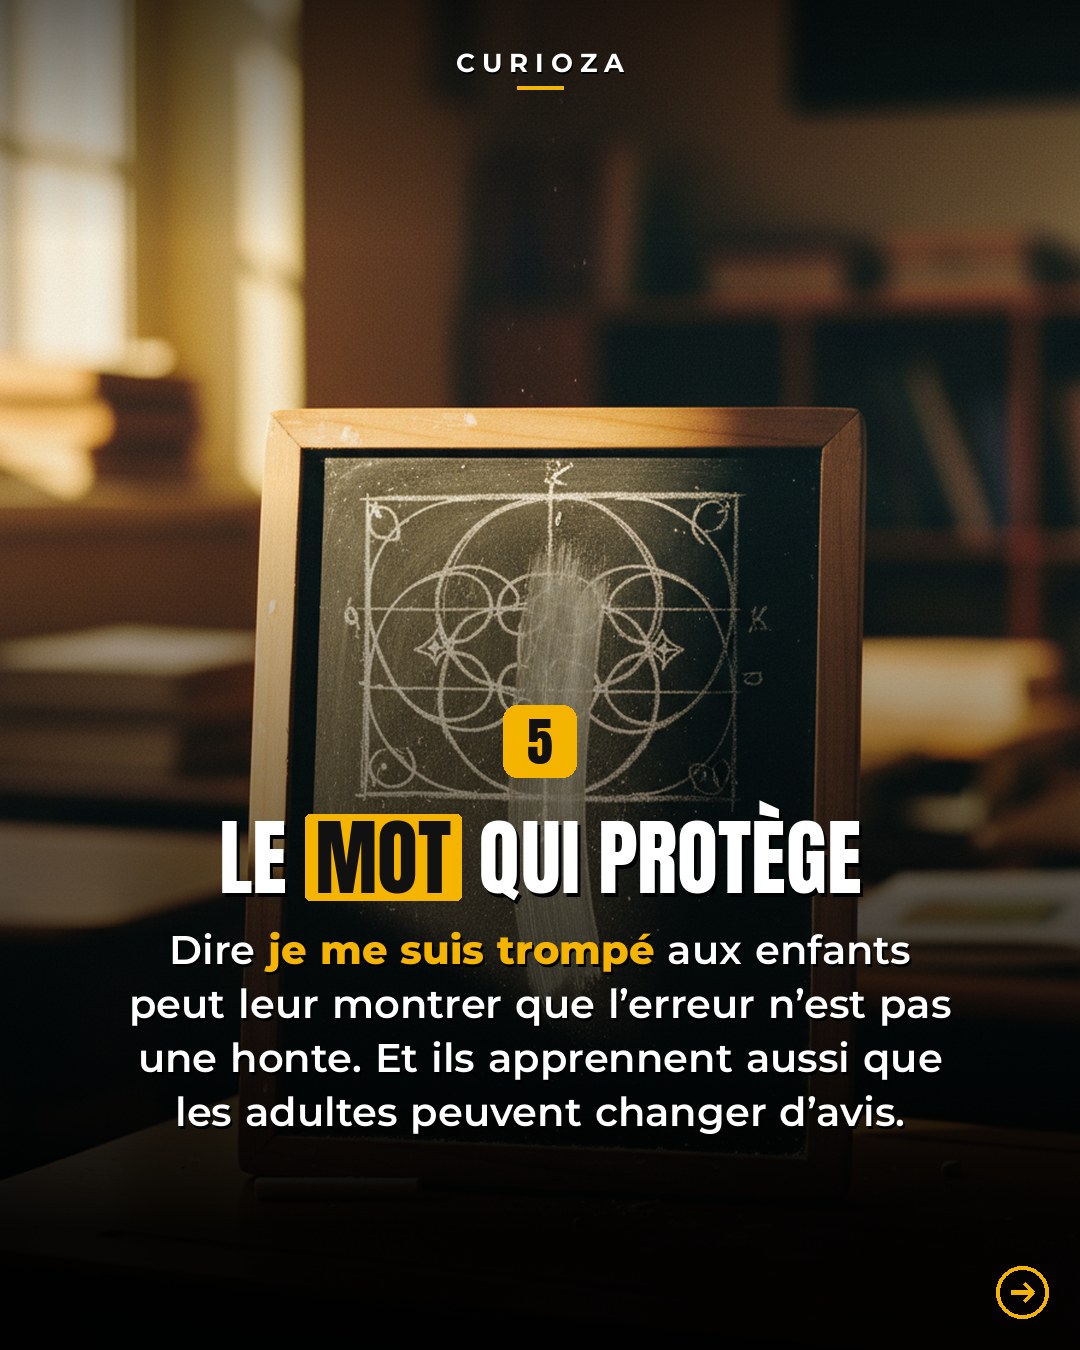 CURIOZA
5
LE MOT QUI PROTÈGE
Dire je me suis trompé aux enfants
peut leur montrer que l’erreur n’est pas
une honte. Et ils apprennent aussi que
les adultes peuvent changer d’avis.